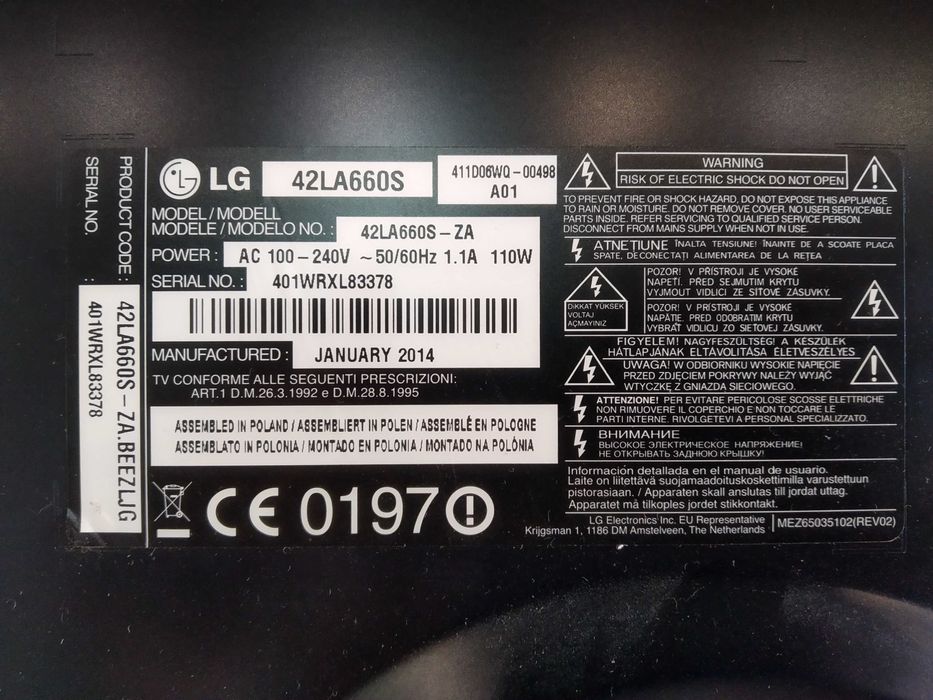 PRODUCT CODE : 42LA660S - ZA.BEEZLJG
SERIAL NO. : 401WRXL83378
LG 42LA660S
411D06WQ-00498
A01
MODEL / MODELL
MODELE / MODELO NO. : 42LA660S-ZA
POWER : AC 100-240V ~50/60Hz 1.1A 110W
SERIAL NO. : 401WRXL83378
MANUFACTURED : JANUARY 2014
TV CONFORME ALLE SEGUENTI PRESCRIZIONI:
ART.1 D.M.26.3.1992 e D.M.28.8.1995
ASSEMBLED IN POLAND / ASSEMBLIERT IN POLEN / ASSEMBLÉ EN POLOGNE
ASSEMBLATO IN POLONIA / MONTADO EN POLONIA / MONTADO NA POLÓNIA
CE 0197
WARNING
RISK OF ELECTRIC SHOCK DO NOT OPEN
TO PREVENT FIRE OR SHOCK HAZARD, DO NOT EXPOSE THIS APPLIANCE
TO RAIN OR MOISTURE. DO NOT REMOVE COVER. NO USER SERVICEABLE
PARTS INSIDE. REFER SERVICING TO QUALIFIED SERVICE PERSON.
DISCONNECT FROM MAINS SUPPLY WHEN NOT IN USE.
ATNEŢIUNE ÎNALTA TENSIUNE! ÎNAINTE DE A SCOATE PLACA
SPATE, DECONECTAŢI ALIMENTAREA DE LA REŢEA
DIKKAT YÜKSEK
VOLTAJ
AÇMAYINIZ
POZOR! V PŘÍSTROJI JE VYSOKÉ
NAPĚTÍ. PŘED SEJMUTIM KRYTU
VYJMOUT VIDLICI ZE SÍŤOVÉ ZÁSUVKY.
POZOR! V PRÍSTROJI JE VYSOKÉ
NAPÄTIE. PRED ODOBRATIM KRYTU
VYBRAŤ VIDLICU ZO SIEŤOVEJ ZÁSUVKY.
FIGYELEM! NAGYFESZÜLTSÉG! A KÉSZÜLÉK
HÁTLAPJÁNAK ELTÁVOLÍTÁSA ÉLETVESZÉLYES
UWAGA! W ODBIORNIKU WYSOKIE NAPIĘCIE
PRZED ZDJĘCIEM POKRYWY NALEŻY WYJĄĆ
WTYCZKĘ Z GNIAZDA SIECIOWEGO.
ATTENZIONE! PER EVITARE PERICOLOSE SCOSSE ELETTRICHE
NON RIMUOVERE IL COPERCHIO E NON TOCCARE LE
PARTI INTERNE. RIVOLGETEVI A PERSONAL SPECIALIZZATO.
ВНИМАНИЕ
ВЫСОКОЕ ЭЛЕКТРИЧЕСКОЕ НАПРЯЖЕНИЕ!
НЕ ОТКРЫВАТЬ ЗАДНЮЮ КРЫШКУ!
Información detallada en el manual de usuario.
Laite on liitettävä suojamaadoituskoskettimilla varustettuun
pistorasiaan. / Apparaten skall anslutas till jordat uttag.
Apparatet må tilkoples jordet stikkontakt.
LG Electronics Inc. EU Representative
Krijgsman 1, 1186 DM Amstelveen, The Netherlands
MEZ65035102(REV02)